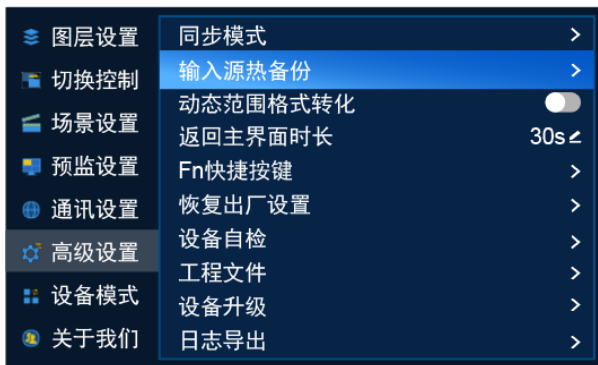 图层设置
切换控制
场景设置
预监设置
通讯设置
高级设置
设备模式
关于我们
同步模式 >
输入源热备份 >
动态范围格式转化
返回主界面时长 30s
Fn快捷按键 >
恢复出厂设置 >
设备自检 >
工程文件 >
设备升级 >
日志导出 >